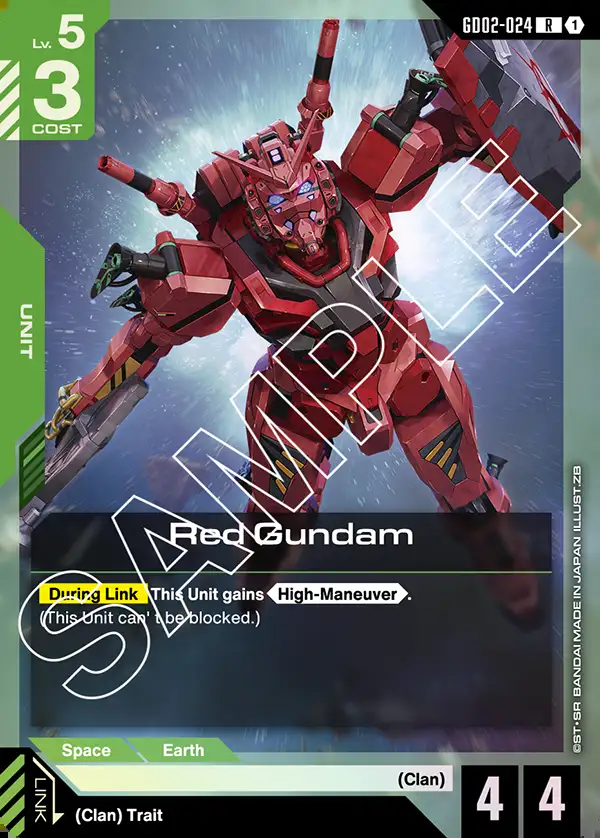 Lv. 5
3
COST
GD02-024 R 1
UNIT
SAMPLE
Red Gundam
During Link This Unit gains High-Maneuver.
(This Unit can't be blocked.)
©ST・SR BANDAI MADE IN JAPAN ILLUST.ZB
Space Earth
(Clan)
LINK
(Clan) Trait
4 4